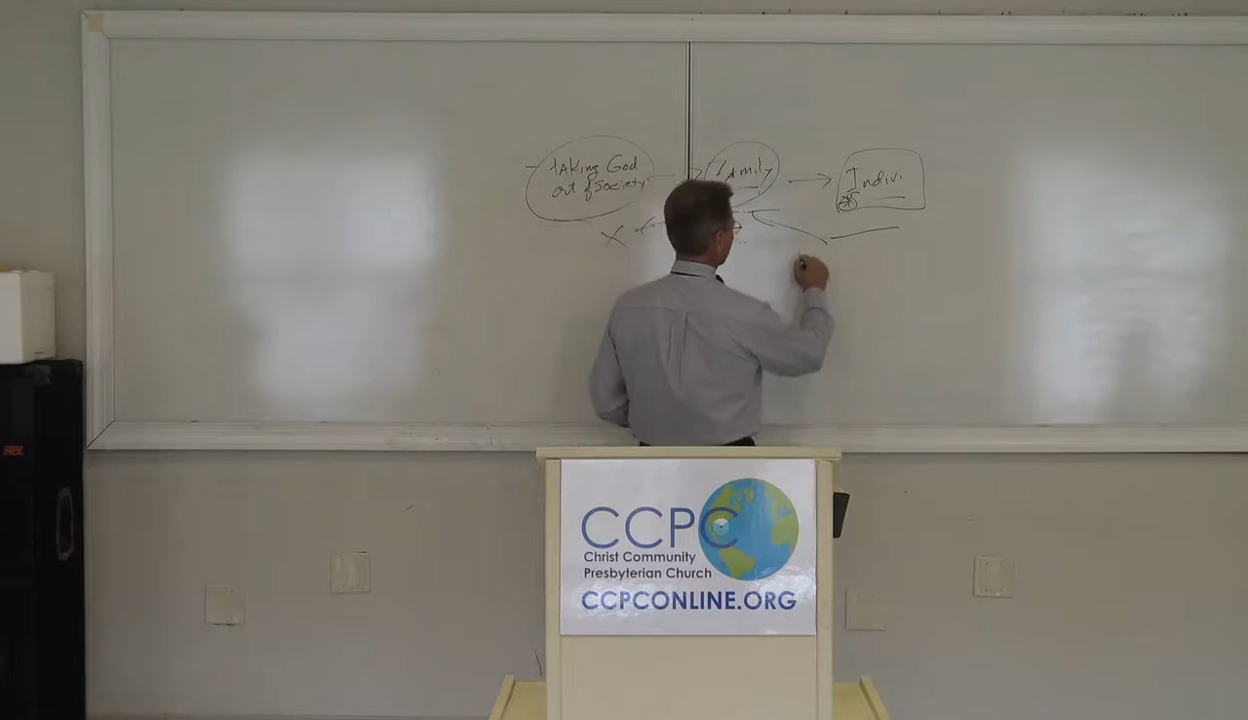 taking God
out of Society
Family
Indivi.
X
CCPC
Christ Community
Presbyterian Church
CCPCONLINE.ORG